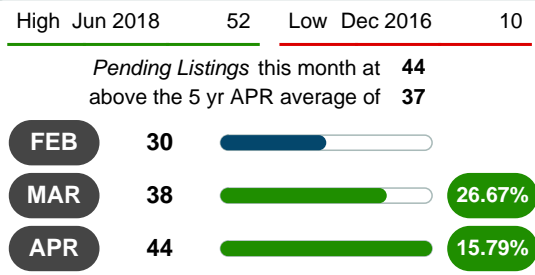 High Jun 2018 52 Low Dec 2016 10
Pending Listings this month at 44
above the 5 yr APR average of 37
FEB 30
MAR 38 26.67%
APR 44 15.79%